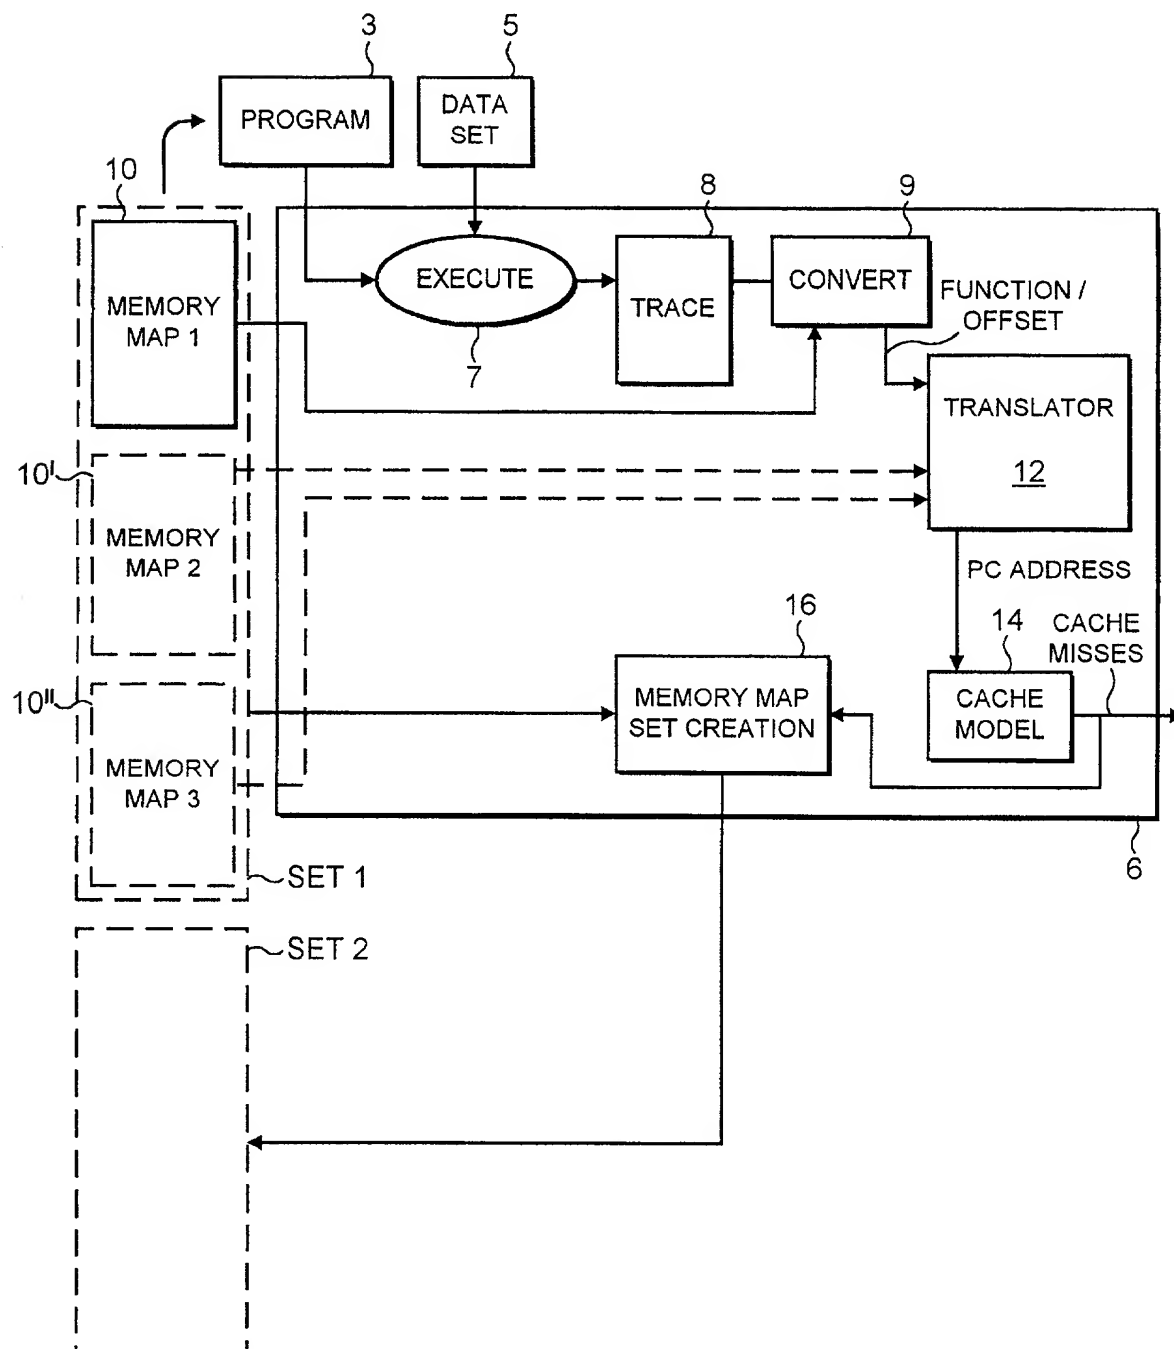 3
5
PROGRAM
DATA
SET
10
8
9
MEMORY
MAP 1
EXECUTE
7
TRACE
CONVERT
FUNCTION /
OFFSET
TRANSLATOR
12
10'
MEMORY
MAP 2
PC ADDRESS
16
14
CACHE
MISSES
10"
MEMORY MAP
SET CREATION
CACHE
MODEL
MEMORY
MAP 3
6
SET 1
SET 2